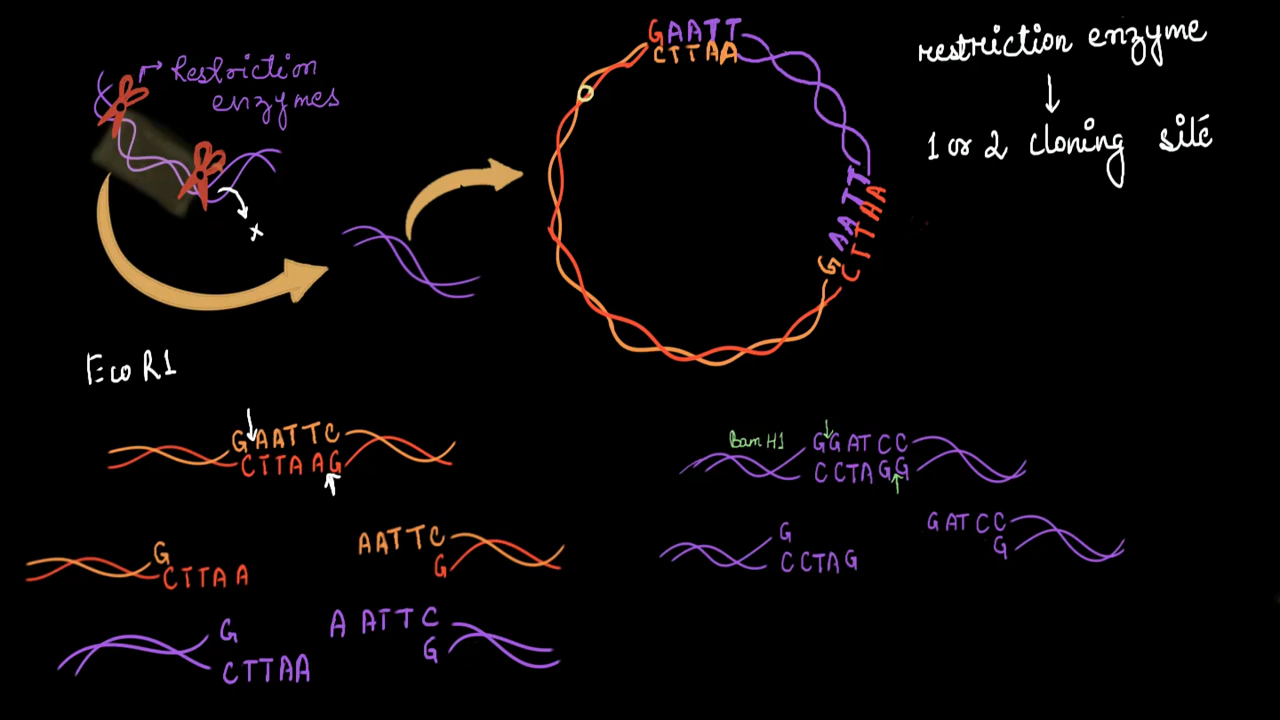 restriction enzyme
1 or 2 cloning site
Restriction
enzymes
x
GAATT
CTTAA
GAATT
CTTAA
EcoR1
GAATTC
CTTAAG
BamH1
GGATCC
CCTAGG
G
CTTAA
AATTC
G
G
CCTAG
GATCC
G
G
CTTAA
AATTC
G